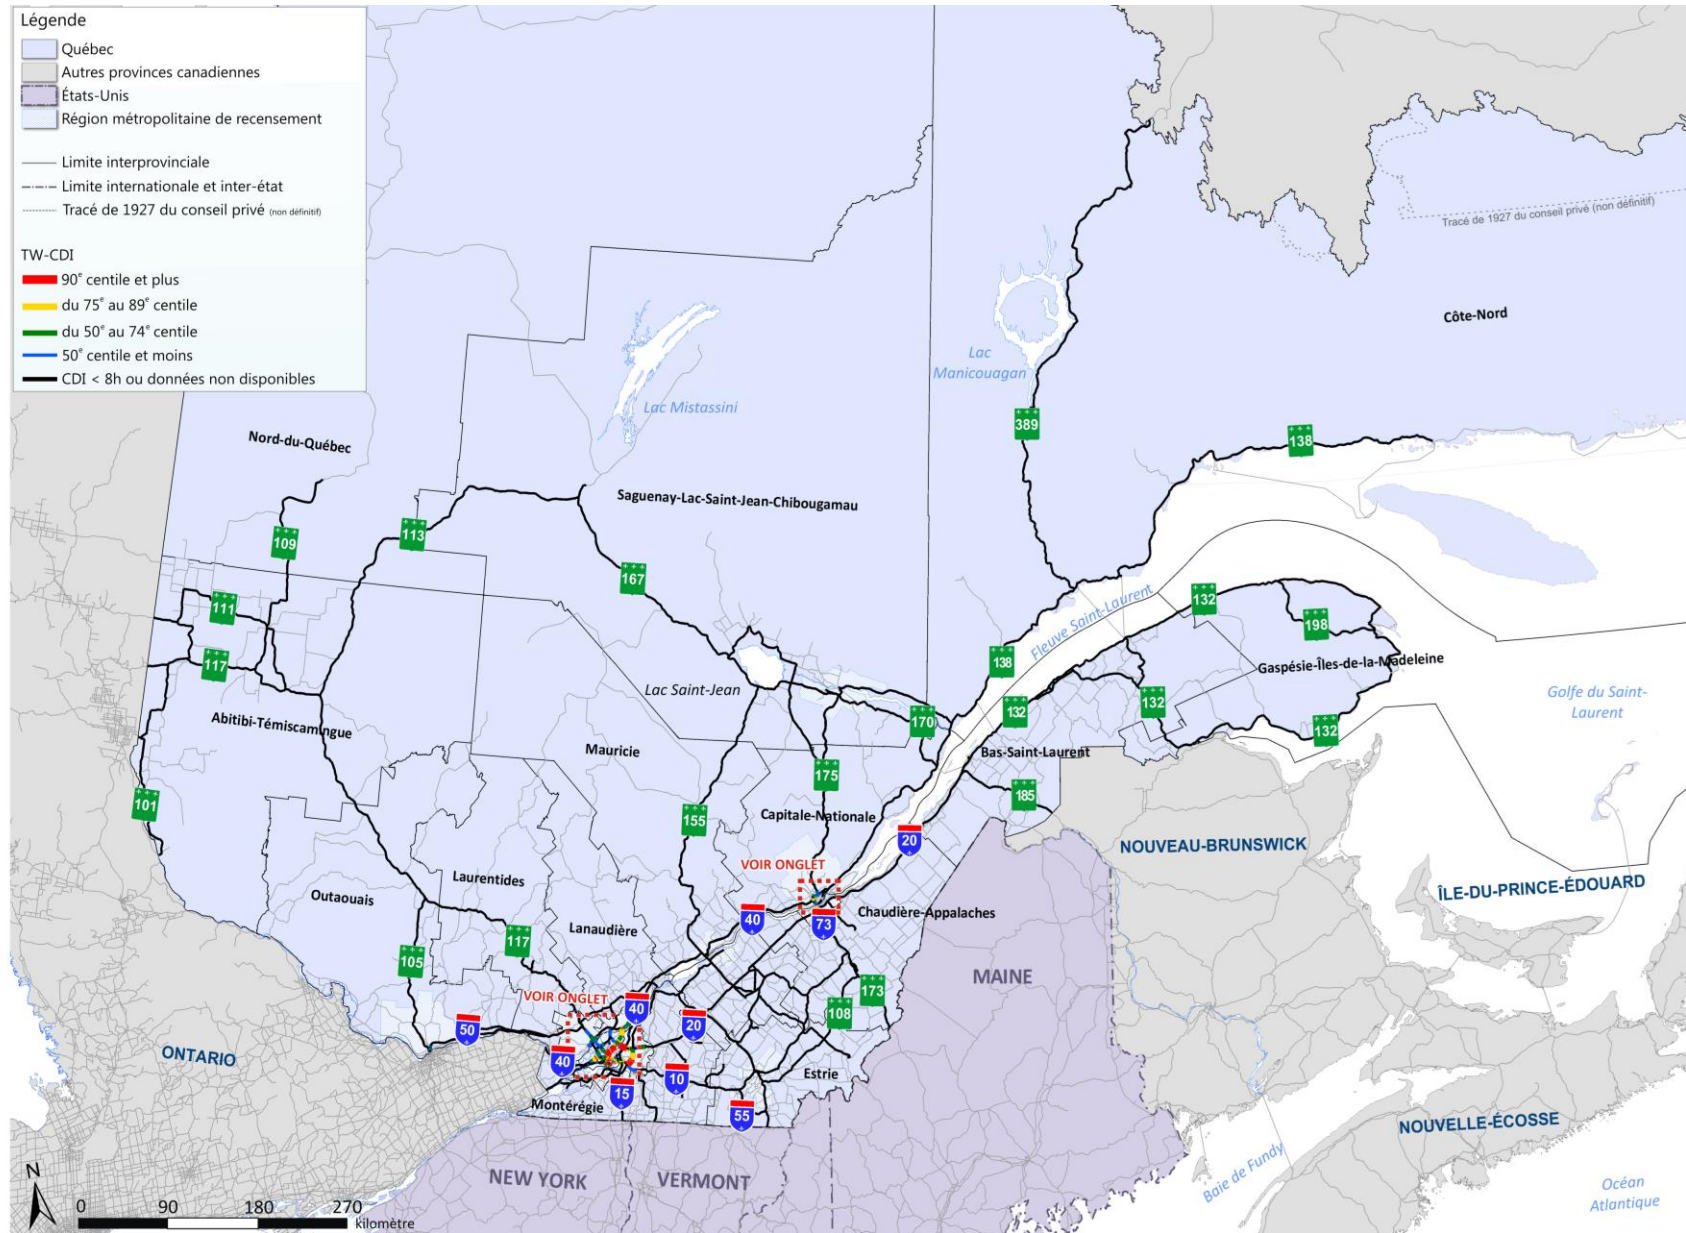 Légende
Québec
Autres provinces canadiennes
États-Unis
Région métropolitaine de recensement
Limite interprovinciale
Limite internationale et inter-état
Tracé de 1927 du conseil privé (non définitif)
TW-CDI
90e centile et plus
du 75e au 89e centile
du 50e au 74e centile
50e centile et moins
CDI < 8h ou données non disponibles
Tracé de 1927 du conseil privé (non définitif)
Côte-Nord
Lac
Manicouagan
Lac Mistassini
389
138
Nord-du-Québec
Saguenay-Lac-Saint-Jean-Chibougamau
109
113
167
111
117
Fleuve Saint-Laurent
132
198
138
Gaspésie-Îles-de-la-Madeleine
Lac Saint-Jean
132
132
132
170
Golfe du Saint-
Laurent
Abitibi-Témiscamingue
Mauricie
Bas-Saint-Laurent
175
185
101
155
Capitale-Nationale
20
NOUVEAU-BRUNSWICK
VOIR ONGLET
ÎLE-DU-PRINCE-ÉDOUARD
Laurentides
Outaouais
Lanaudière
40
73
Chaudière-Appalaches
117
105
MAINE
173
108
VOIR ONGLET
40
20
50
40
ONTARIO
10
15
Estrie
Montérégie
55
NOUVELLE-ÉCOSSE
NEW YORK
VERMONT
Baie de Fundy
Océan
Atlantique
N
0 90 180 270
kilomètre